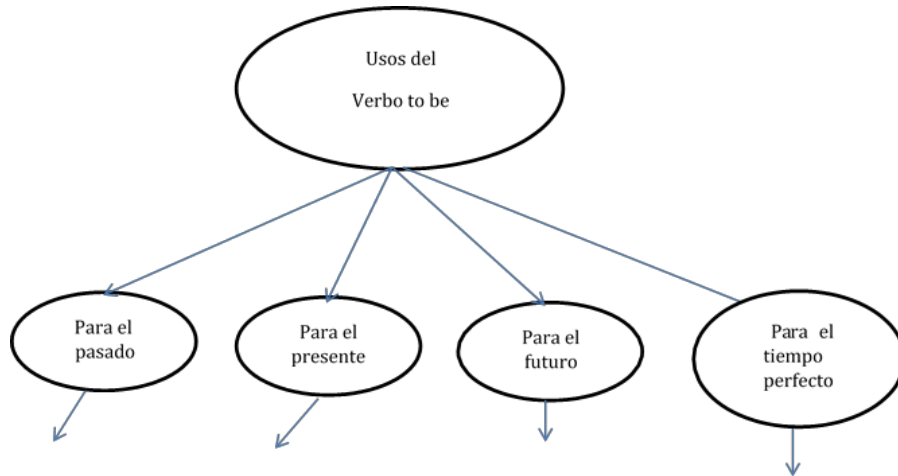 Usos del
Verbo to be
Para el
pasado
Para el
presente
Para el
futuro
Para el
tiempo
perfecto